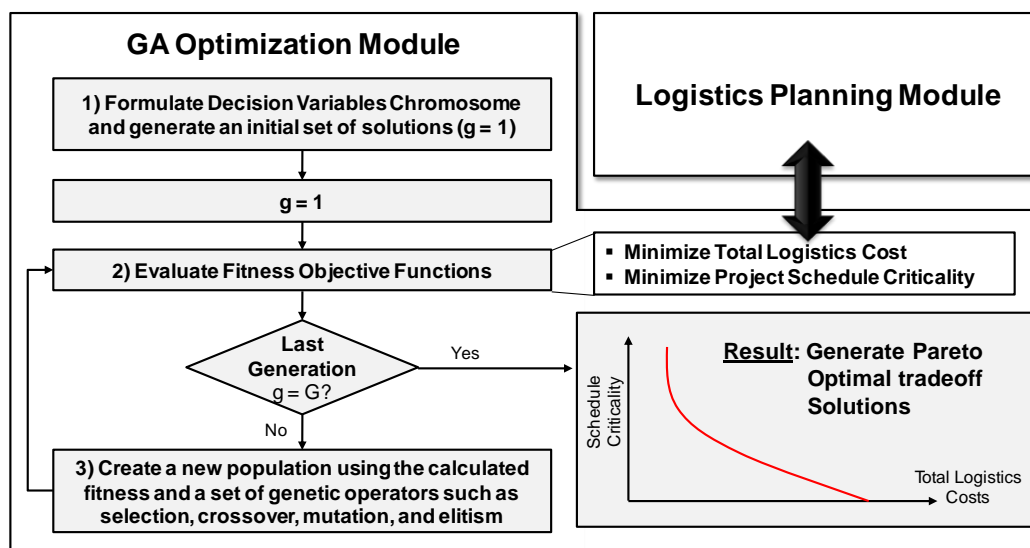 GA Optimization Module
1) Formulate Decision Variables Chromosome
and generate an initial set of solutions (g = 1)
g = 1
2) Evaluate Fitness Objective Functions
Last
Generation
g = G?
Yes
No
3) Create a new population using the calculated
fitness and a set of genetic operators such as
selection, crossover, mutation, and elitism
Logistics Planning Module
▪ Minimize Total Logistics Cost
▪ Minimize Project Schedule Criticality
Result: Generate Pareto
Optimal tradeoff
Solutions
Schedule
Criticality
Total Logistics
Costs